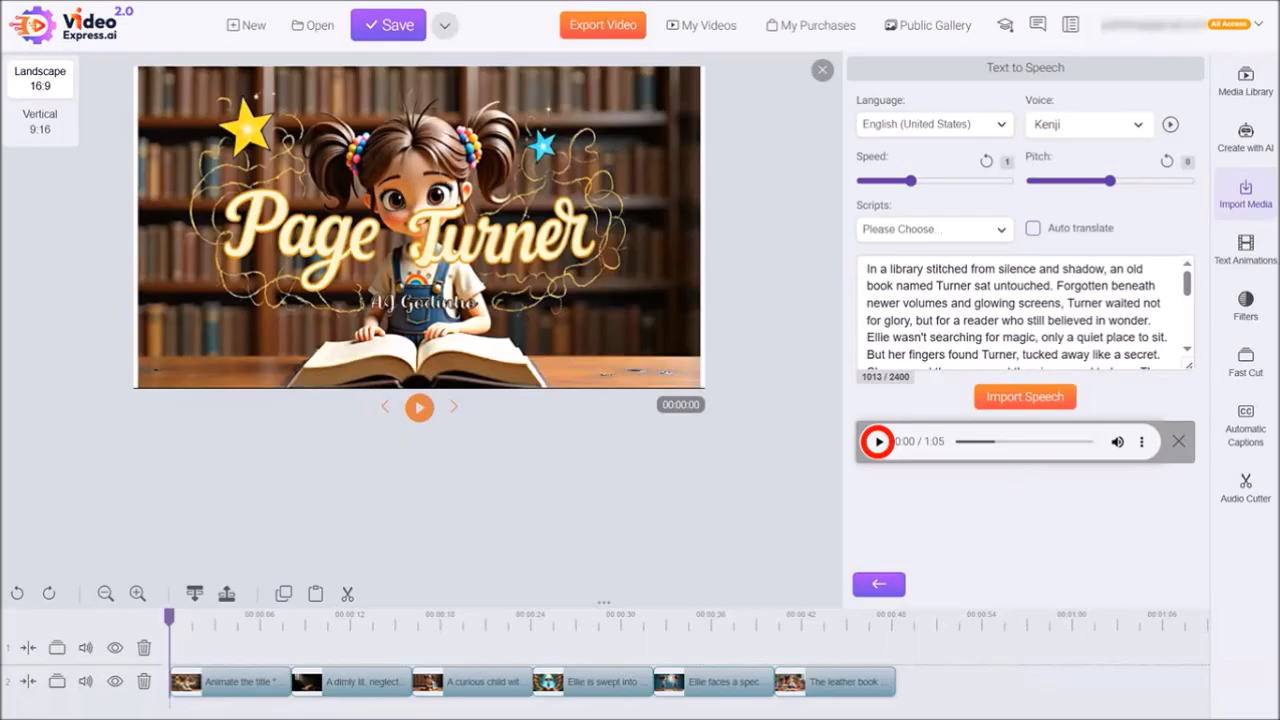 Video Express.ai 2.0
New
Open
Save
Export Video
My Videos
My Purchases
Public Gallery
All Access
Landscape
16:9
Vertical
9:16
Page Turner
00:00:00
Text to Speech
Language:
Voice:
English (United States)
Kenji
Speed:
1
Pitch:
0
Scripts:
Please Choose...
Auto translate
In a library stitched from silence and shadow, an old
book named Turner sat untouched. Forgotten beneath
newer volumes and glowing screens, Turner waited not
for glory, but for a reader who still believed in wonder.
Ellie wasn't searching for magic, only a quiet place to sit.
But her fingers found Turner, tucked away like a secret.
1013 / 2400
Import Speech
0:00 / 1:05
Media Library
Create with AI
Import Media
Text Animations
Filters
Fast Cut
Automatic
Captions
Audio Cutter
00:00:06
00:00:12
00:00:18
00:00:24
00:00:30
00:00:36
00:00:42
00:00:48
00:00:54
00:01:00
00:01:06
1
2
Animate the title "...
A dimly lit, neglect...
A curious child wit...
Ellie is swept into ...
Ellie faces a spec...
The leather book ...